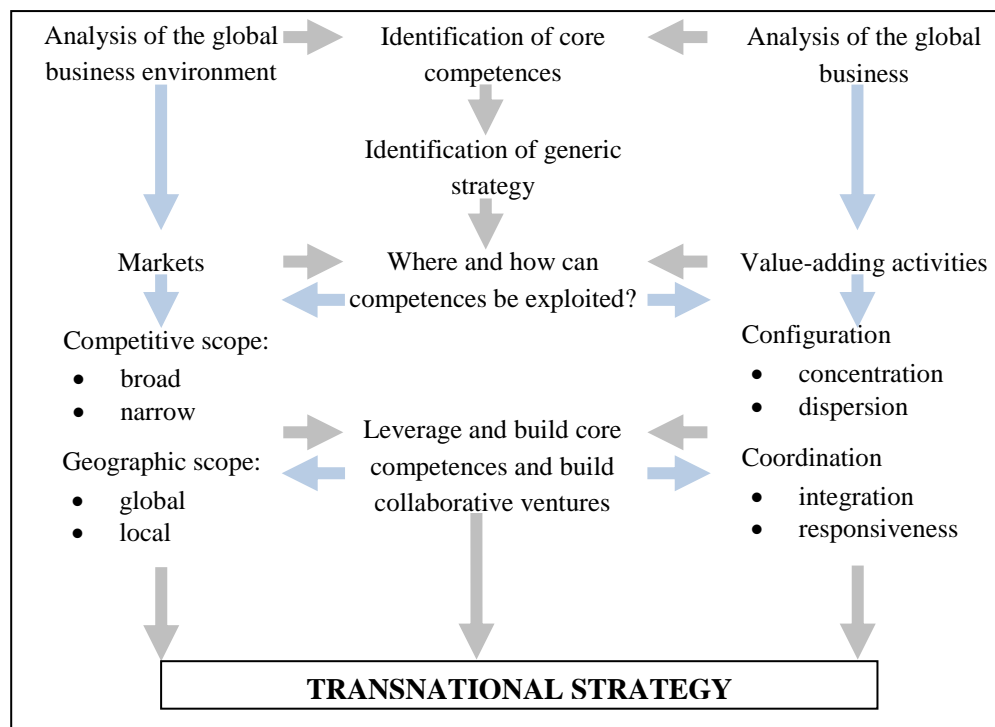 Analysis of the global
business environment
Identification of core
competences
Analysis of the global
business
Identification of generic
strategy
Markets
Where and how can
competences be exploited?
Value-adding activities
Competitive scope:
• broad
• narrow
Geographic scope:
• global
• local
Leverage and build core
competences and build
collaborative ventures
Configuration
• concentration
• dispersion
Coordination
• integration
• responsiveness
TRANSNATIONAL STRATEGY